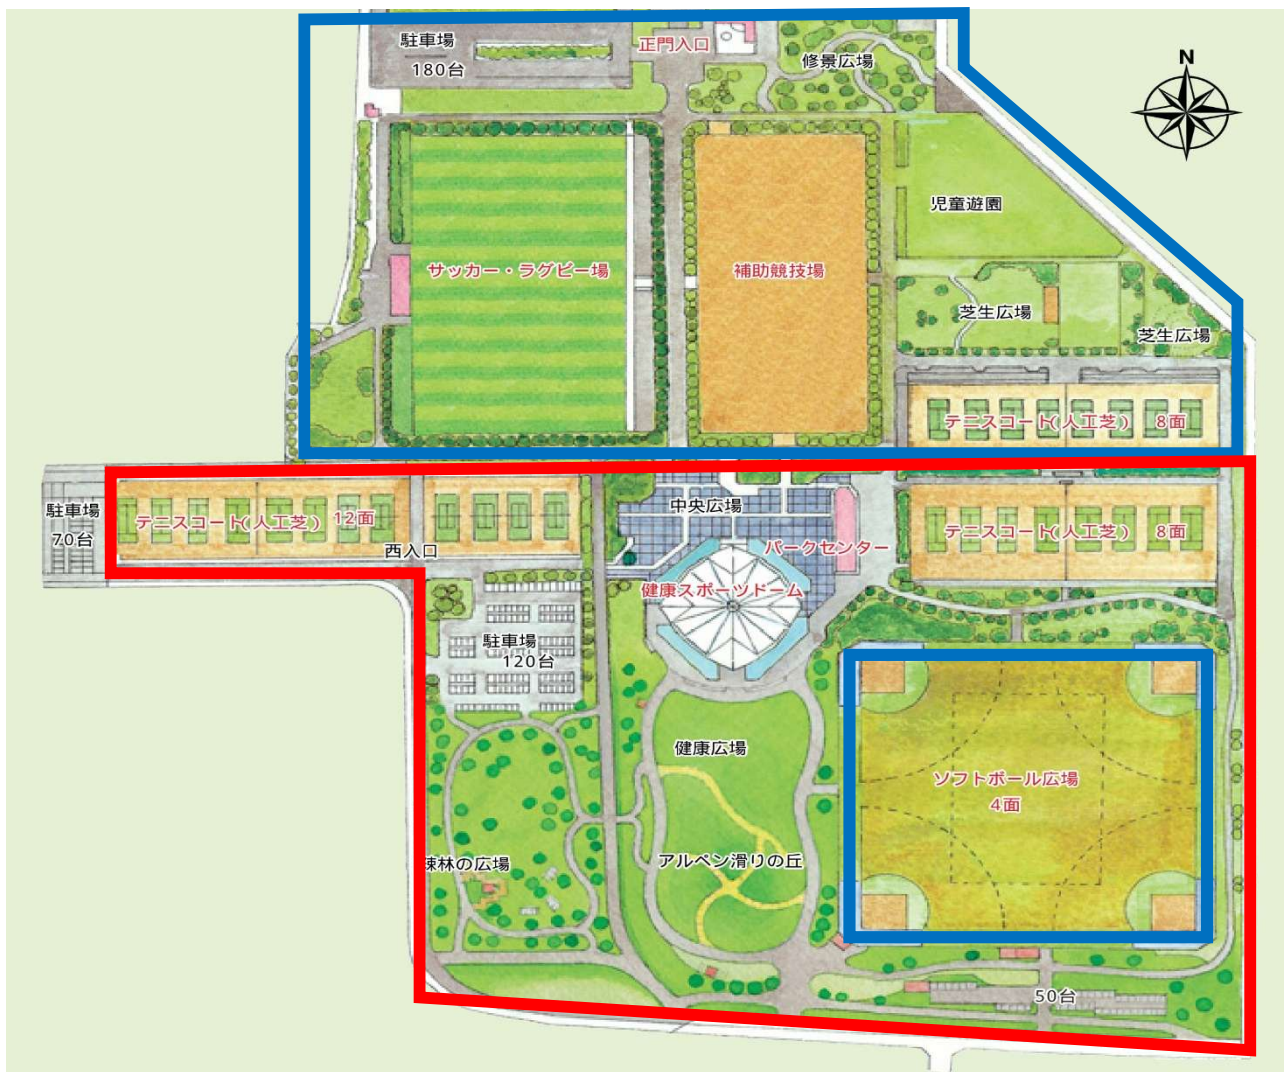 駐車場
180台
正門入口
修景広場
N
児童遊園
サッカー・ラグビー場
補助競技場
芝生広場
芝生広場
テニスコート(人工芝) 8面
駐車場
70台
テニスコート(人工芝) 12面
西入口
中央広場
パークセンター
テニスコート(人工芝) 8面
健康スポーツドーム
駐車場
120台
健康広場
ソフトボール広場
4面
アルペン滑りの丘
疎林の広場
50台